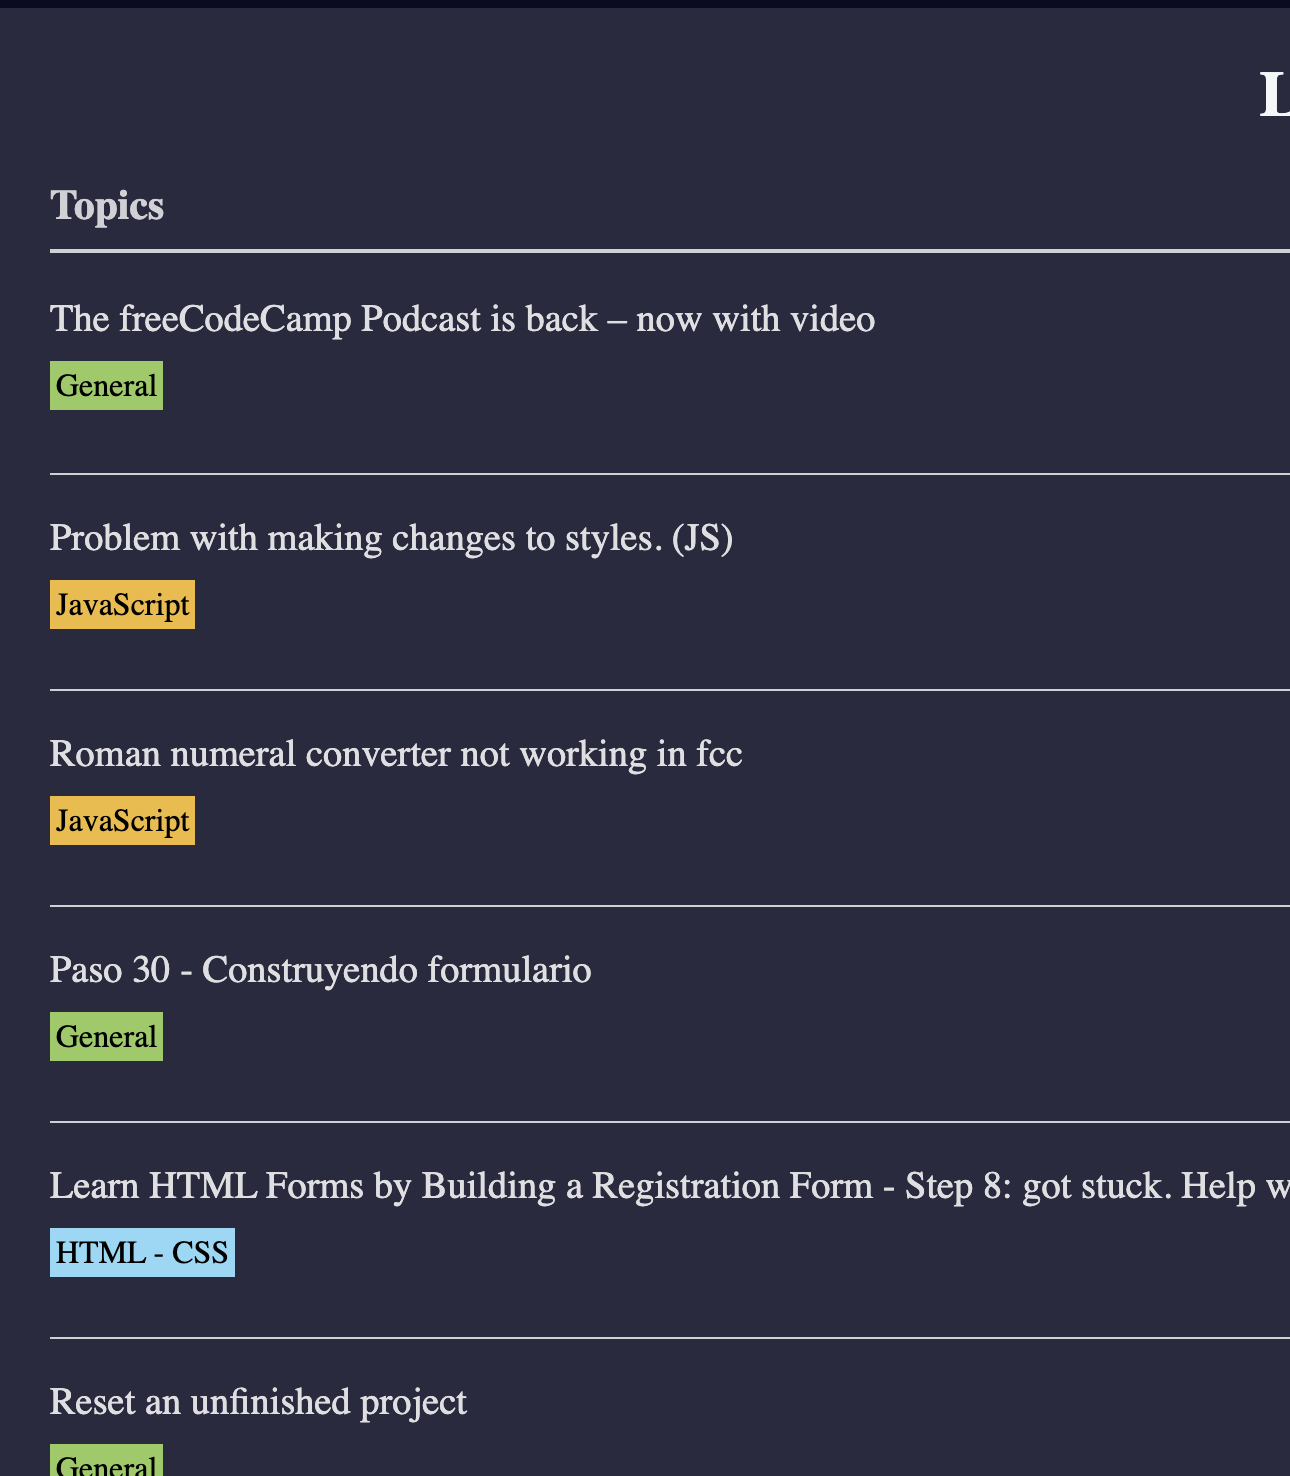 L
Topics
The freeCodeCamp Podcast is back – now with video
General
Problem with making changes to styles. (JS)
JavaScript
Roman numeral converter not working in fcc
JavaScript
Paso 30 - Construyendo formulario
General
Learn HTML Forms by Building a Registration Form - Step 8: got stuck. Help w
HTML - CSS
Reset an unfinished project
General